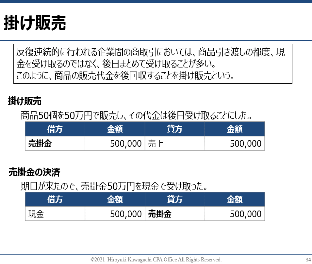 掛け販売
反復連続的に行われる企業間の商取引においては、商品引き渡しの都度、現
金を受け取るのではなく、後日まとめて受け取ることが多い。
このように、商品の販売代金を後回収することを掛け販売という。
掛け販売
商品50個を50万円で販売し、その代金は後日受け取ることにした。
借方 金額 貸方 金額
売掛金 500,000 売上 500,000
売掛金の決済
期日が来たので、売掛金50万円を現金で受け取った。
借方 金額 貸方 金額
現金 500,000 売掛金 500,000
©2021 Hiroyuki Kawaguchi CPA Office All Rights Reserved